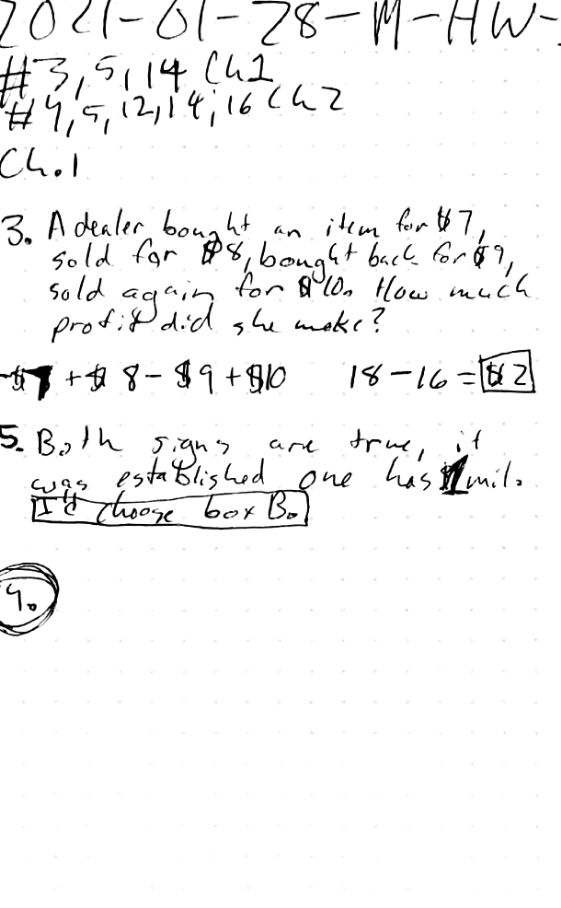 2021-01-28-M-HW-
#3,5,14 Ch1
#4,5,12,14,16 Ch2
Ch.1
3. A dealer bought an item for $7,
sold for $8, bought back for $9,
sold again for $10. How much
profit did she make?
-$7 + $8 - $9 + $10 18-16 = $2
5. Both signs are true, it
was established one has 1 mil.
I'd choose box B.
4.